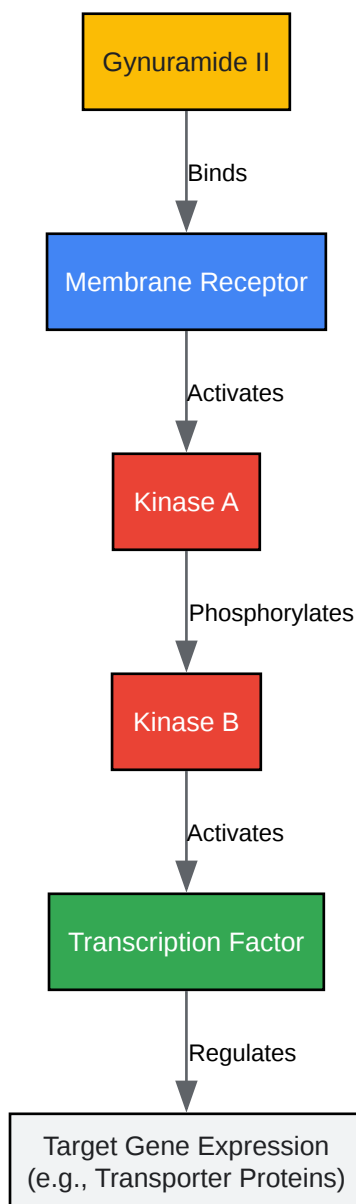 Gynuramide II
Binds
Membrane Receptor
Activates
Kinase A
Phosphorylates
Kinase B
Activates
Transcription Factor
Regulates
Target Gene Expression
(e.g., Transporter Proteins)